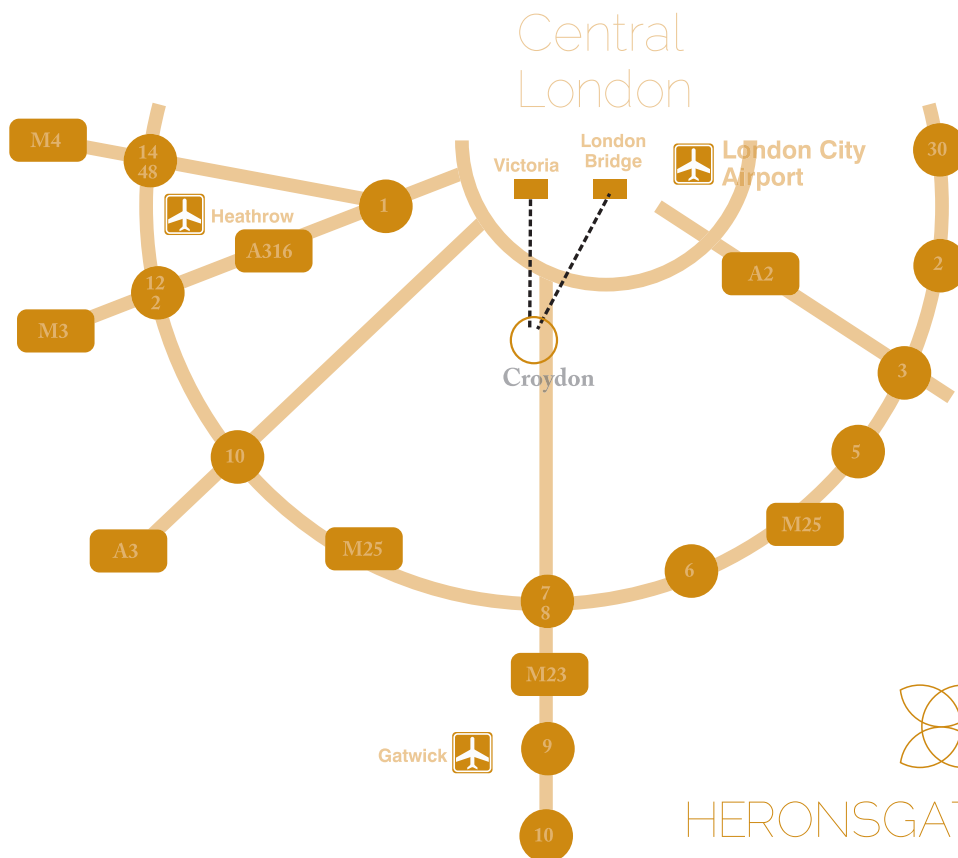 Central
London
M4
14
48
Victoria
London
Bridge
London City
Airport
30
Heathrow
1
A316
12
2
M3
A2
2
Croydon
3
10
5
A3
M25
M25
6
7
8
M23
Gatwick
9
10
HERONSGAT